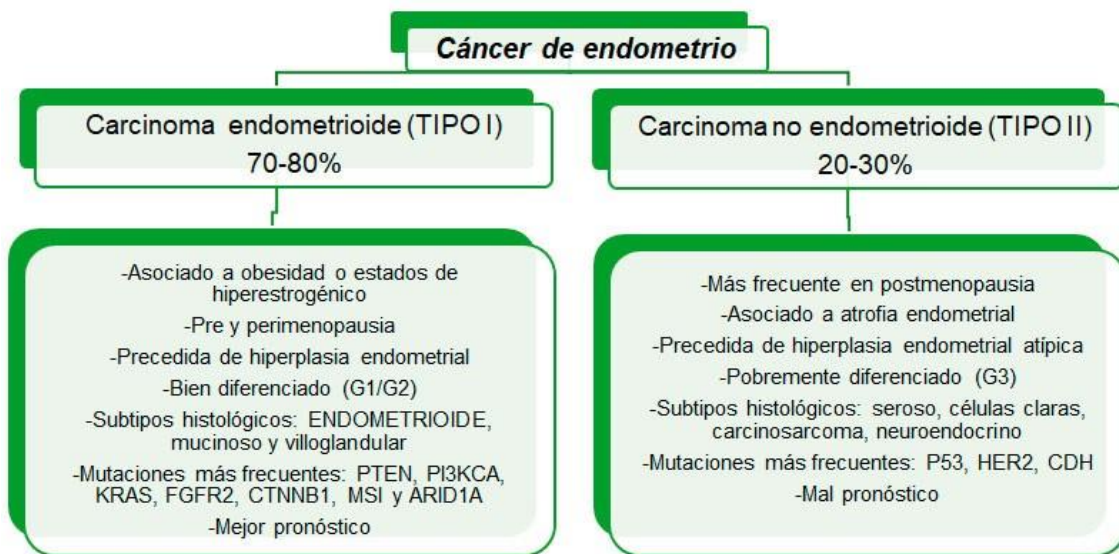 Cáncer de endometrio
Carcinoma endometrioide (TIPO I)
70-80%
Carcinoma no endometrioide (TIPO II)
20-30%
-Asociado a obesidad o estados de
hiperestrogénico
-Pre y perimenopausia
-Precedida de hiperplasia endometrial
-Bien diferenciado (G1/G2)
-Subtipos histológicos: ENDOMETRIOIDE,
mucinoso y villoglandular
-Mutaciones más frecuentes: PTEN, PI3KCA,
KRAS, FGFR2, CTNNB1, MSI y ARID1A
-Mejor pronóstico
-Más frecuente en postmenopausia
-Asociado a atrofia endometrial
-Precedida de hiperplasia endometrial atípica
-Pobremente diferenciado (G3)
-Subtipos histológicos: seroso, células claras,
carcinosarcoma, neuroendocrino
-Mutaciones más frecuentes: P53, HER2, CDH
-Mal pronóstico